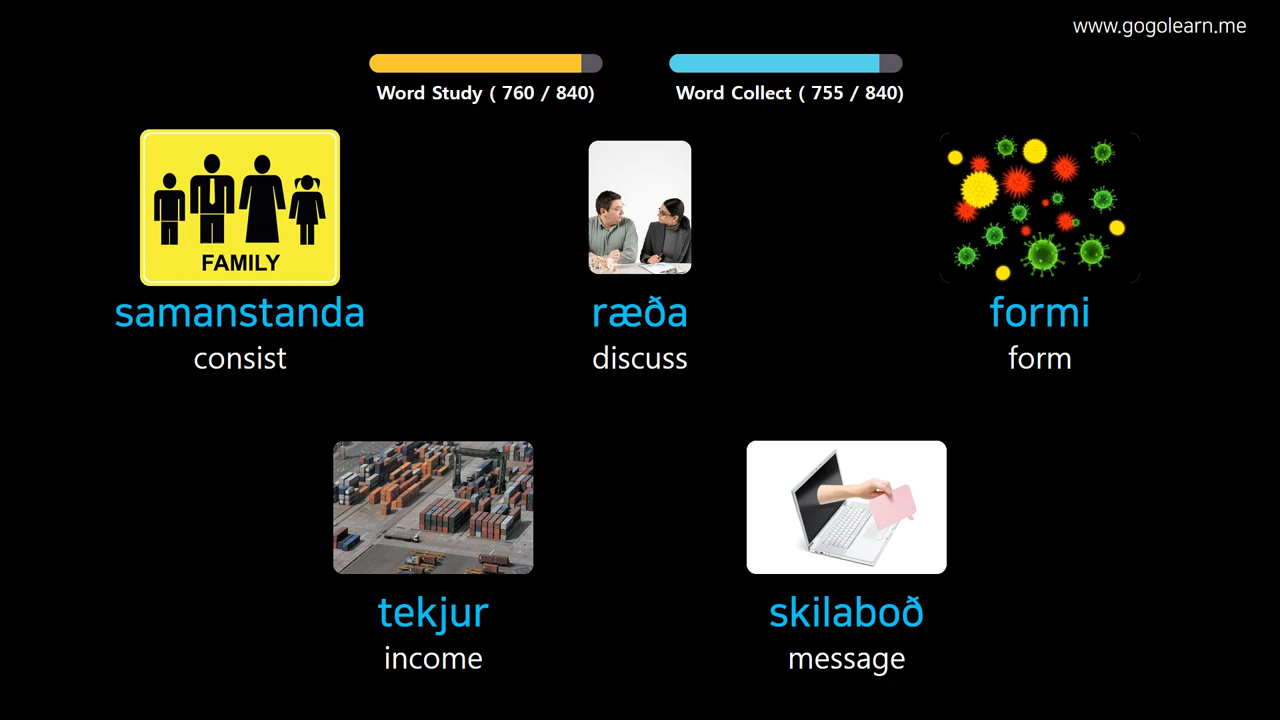 www.gogolearn.me
Word Study ( 760 / 840)
Word Collect ( 755 / 840)
FAMILY
samanstanda
consist
ræða
discuss
formi
form
tekjur
income
skilaboð
message